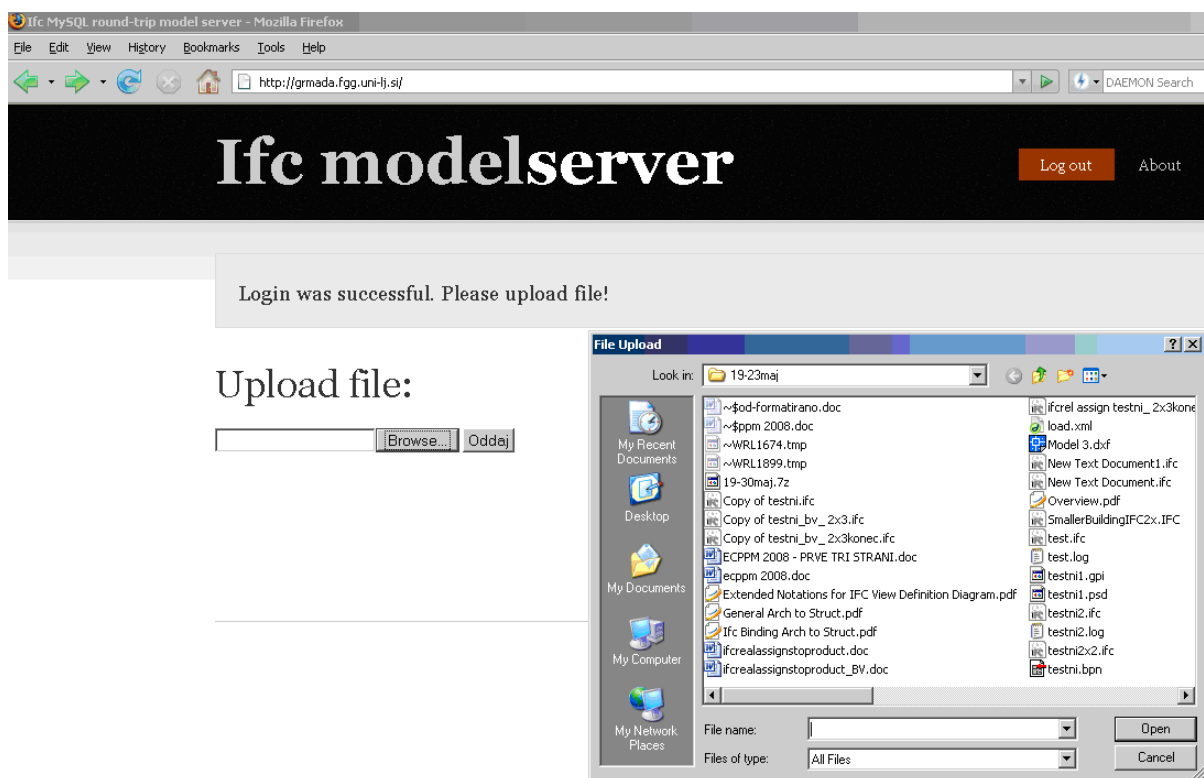 Ifc MySQL round-trip model server - Mozilla Firefox
File Edit View History Bookmarks Tools Help
http://grmada.fgg.uni-lj.si/
DAEMON Search
Ifc modelserver
Log out About
Login was successful. Please upload file!
Upload file:
Browse... Oddaj
File Upload
Look in: 19-23maj
My Recent Documents
Desktop
My Documents
My Computer
My Network Places
~$od-formatirano.doc
~$ppm 2008.doc
~WRL1674.tmp
~WRL1899.tmp
19-30maj.7z
Copy of testni.ifc
Copy of testni_bv_ 2x3.ifc
Copy of testni_bv_ 2x3konec.ifc
ECPPM 2008 - PRVE TRI STRANI.doc
ecppm 2008.doc
Extended Notations for IFC View Definition Diagram.pdf
General Arch to Struct.pdf
Ifc Binding Arch to Struct.pdf
ifcrealassignstoproduct.doc
ifcrealassignstoproduct_BV.doc
ifcrel assign testni_ 2x3kone
load.xml
Model 3.dxf
New Text Document1.ifc
New Text Document.ifc
Overview.pdf
SmallerBuildingIFC2x.IFC
test.ifc
test.log
testni1.gpi
testni1.psd
testni2.ifc
testni2.log
testni2x2.ifc
testni.bpn
File name: Open
Files of type: All Files Cancel